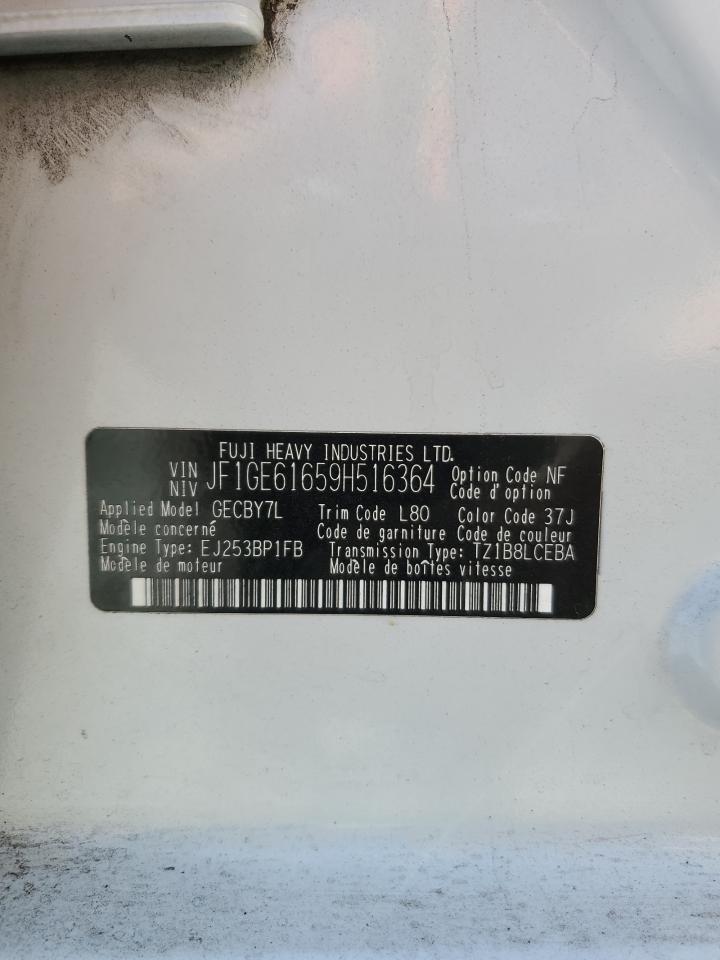 FUJI HEAVY INDUSTRIES LTD.
VIN
NIV JF1GE61659H516364 Option Code NF
Code d'option
Applied Model GECBY7L Trim Code L80 Color Code 37J
Modèle concerné Code de garniture Code de couleur
Engine Type: EJ253BP1FB Transmission Type: TZ1B8LCEBA
Modèle de moteur Modèle de boîtes vitesse